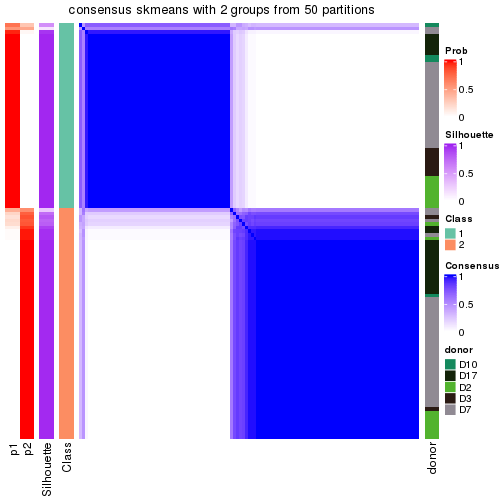 consensus skmeans with 2 groups from 50 partitions
Prob
1
0.5
0
Silhouette
1
0.5
0
Class
1
2
Consensus
1
0.5
0
donor
D10
D17
D2
D3
D7
p1
p2
Silhouette
Class
donor